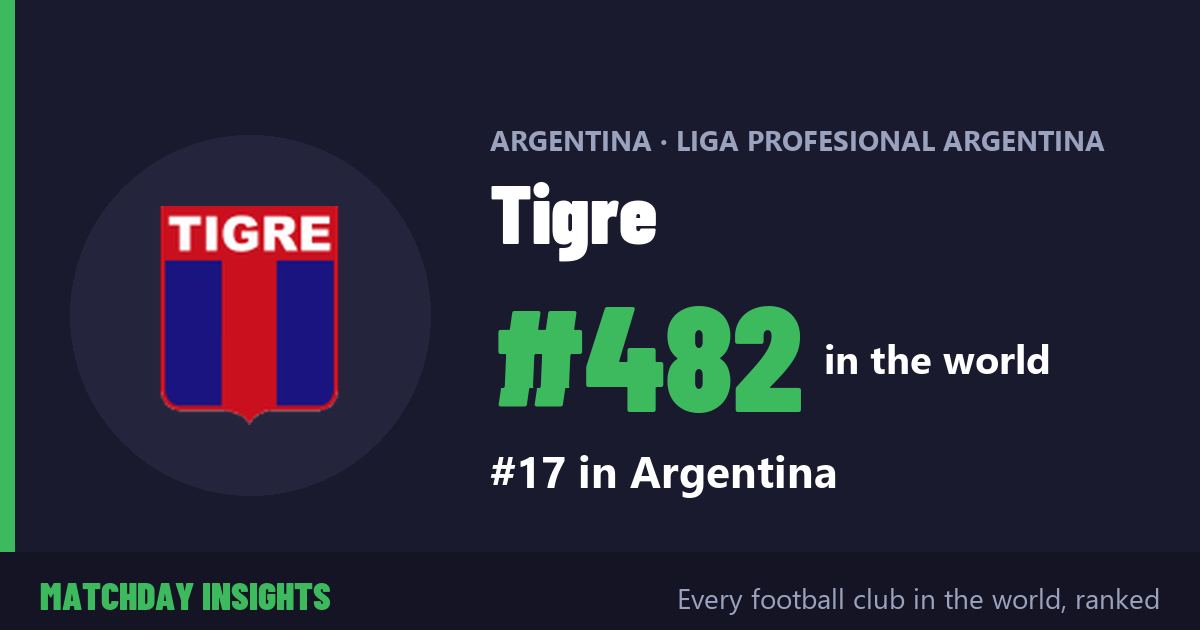 ARGENTINA · LIGA PROFESIONAL ARGENTINA
TIGRE
Tigre
#482 in the world
#17 in Argentina
MATCHDAY INSIGHTS
Every football club in the world, ranked